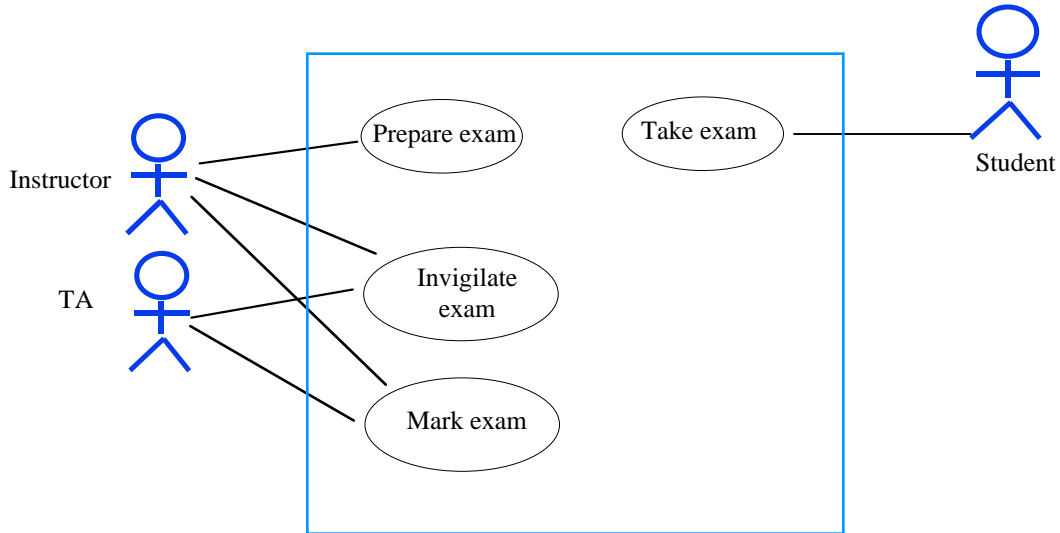 Prepare exam
Take exam
Student
Instructor
Invigilate
exam
TA
Mark exam